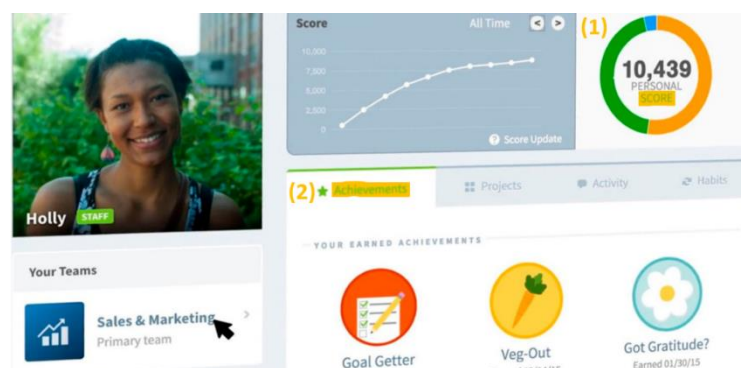 Holly STAFF
Your Teams
Sales & Marketing
Primary team
Score All Time
10,000
7,500
5,000
2,500
0
Score Update
(1)
10,439
PERSONAL
SCORE
(2) Achievements Projects Activity Habits
YOUR EARNED ACHIEVEMENTS
Goal Getter
Veg-Out
Got Gratitude?
Earned 01/30/15